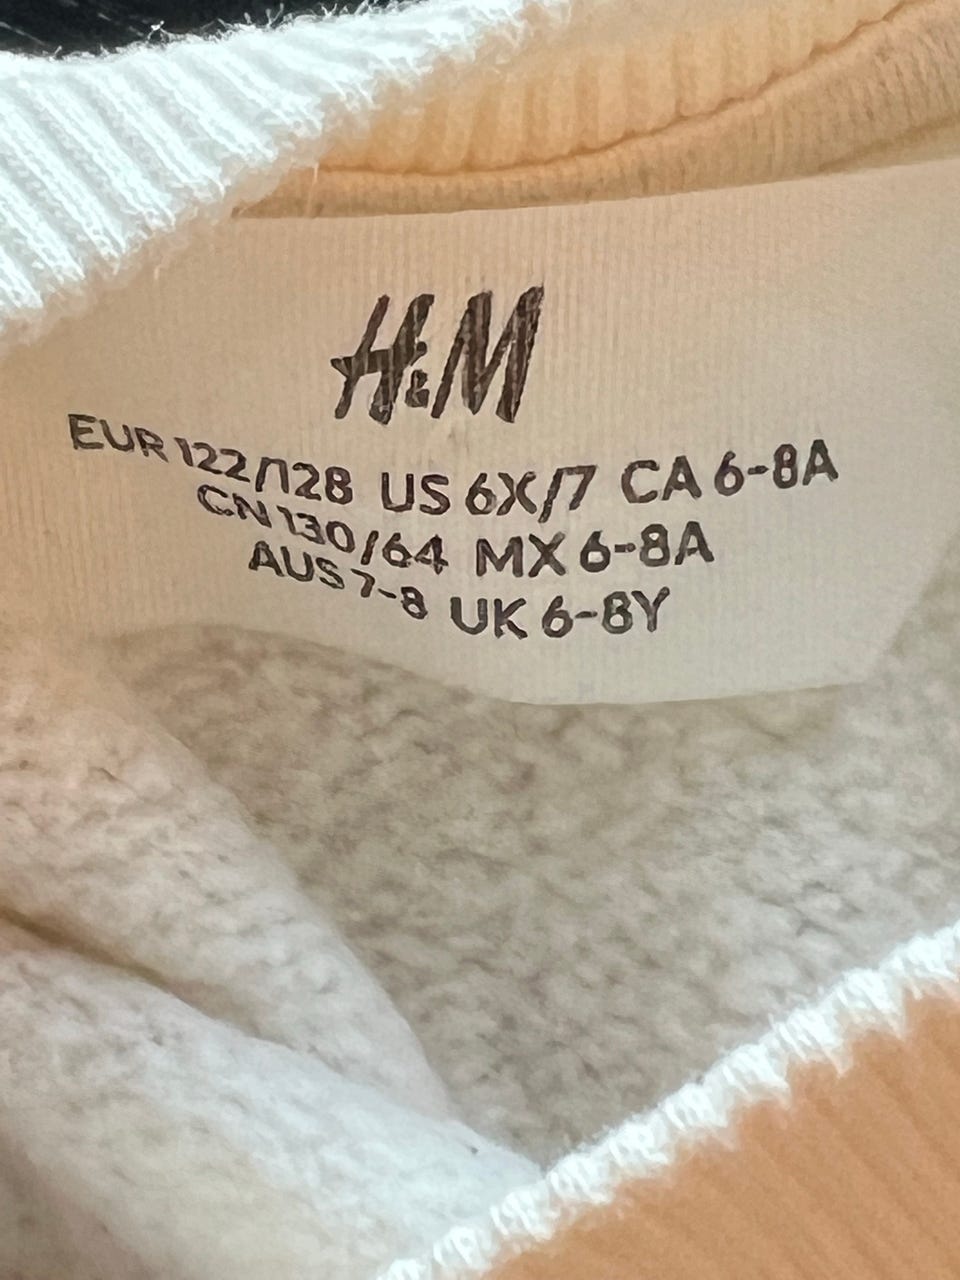 H&M
EUR 122/128 US 6X/7 CA 6-8A
CN 130/64 MX 6-8A
AUS 7-8 UK 6-8Y